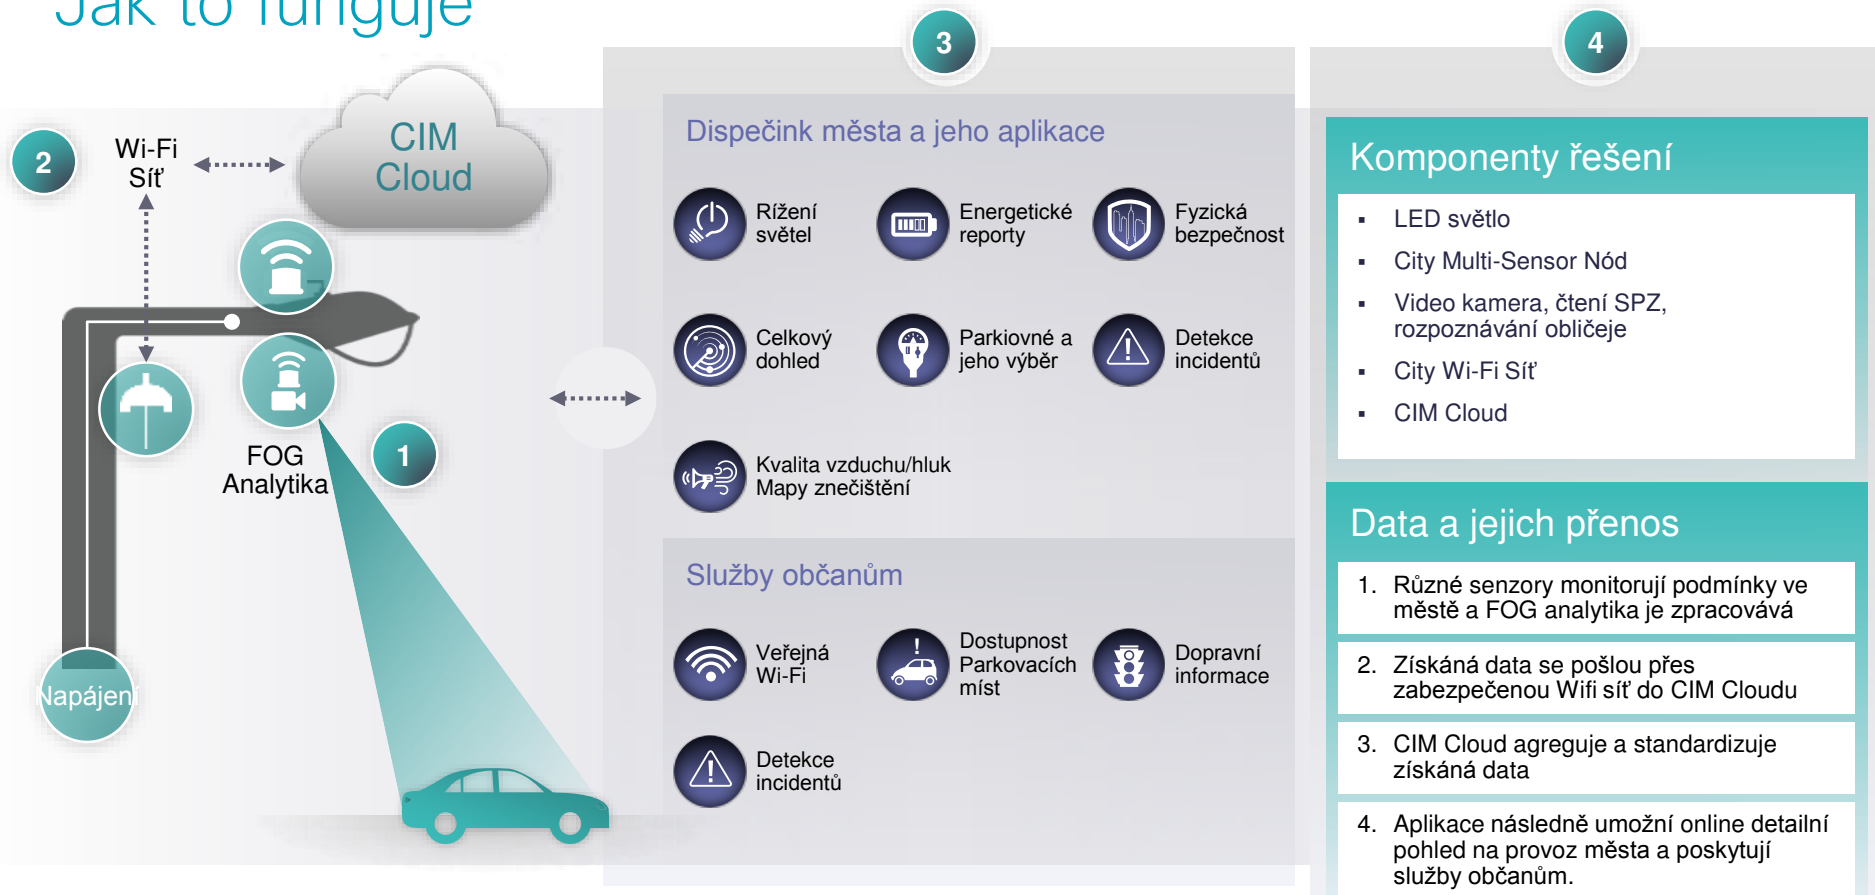 Jak to funguje
2
Wi-Fi
Síť
CIM
Cloud
FOG
Analytika
1
Napájení
3
Dispečink města a jeho aplikace
Rížení
světel
Energetické
reporty
Fyzická
bezpečnost
Celkový
dohled
Parkiovné a
jeho výběr
Detekce
incidentů
Kvalita vzduchu/hluk
Mapy znečištění
Služby občanům
Veřejná
Wi-Fi
Dostupnost
Parkovacích
míst
Dopravní
informace
Detekce
incidentů
4
Komponenty řešení
▪ LED světlo
▪ City Multi-Sensor Nód
▪ Video kamera, čtení SPZ,
rozpoznávání obličeje
▪ City Wi-Fi Síť
▪ CIM Cloud
Data a jejich přenos
1. Různé senzory monitorují podmínky ve
městě a FOG analytika je zpracovává
2. Získáná data se pošlou přes
zabezpečenou Wifi síť do CIM Cloudu
3. CIM Cloud agreguje a standardizuje
získáná data
4. Aplikace následně umožní online detailní
pohled na provoz města a poskytují
služby občanům.